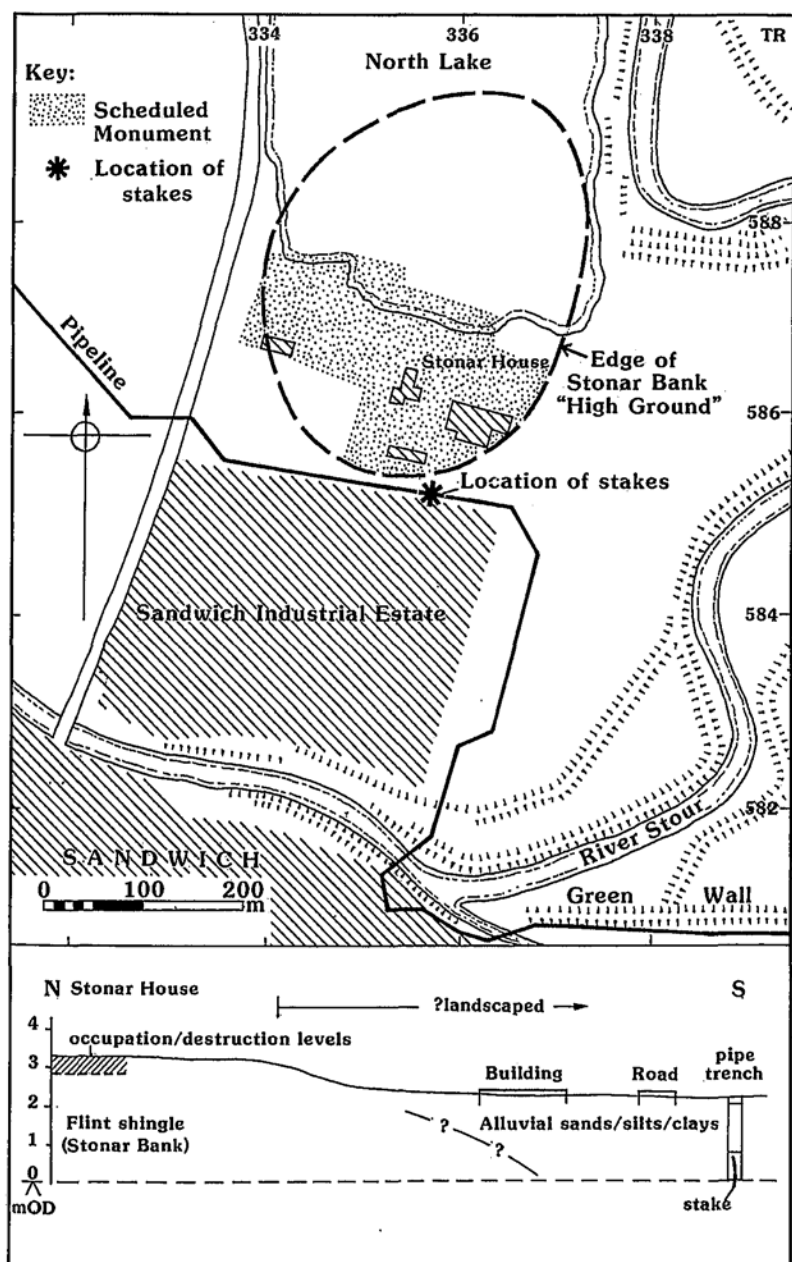 334
336
338
TR
North Lake
Key:
Scheduled
Monument
Location of
stakes
588
Pipeline
Stonar House
Edge of
Stonar Bank
"High Ground"
586
Location of stakes
Sandwich Industrial Estate
584
582
River Stour
SANDWICH
0 100 200
m
Green Wall
N Stonar House
S
?landscaped
4
occupation/destruction levels
3
Building
Road
pipe
trench
2
Flint shingle
(Stonar Bank)
?
Alluvial sands/silts/clays
1
?
0
mOD
stake